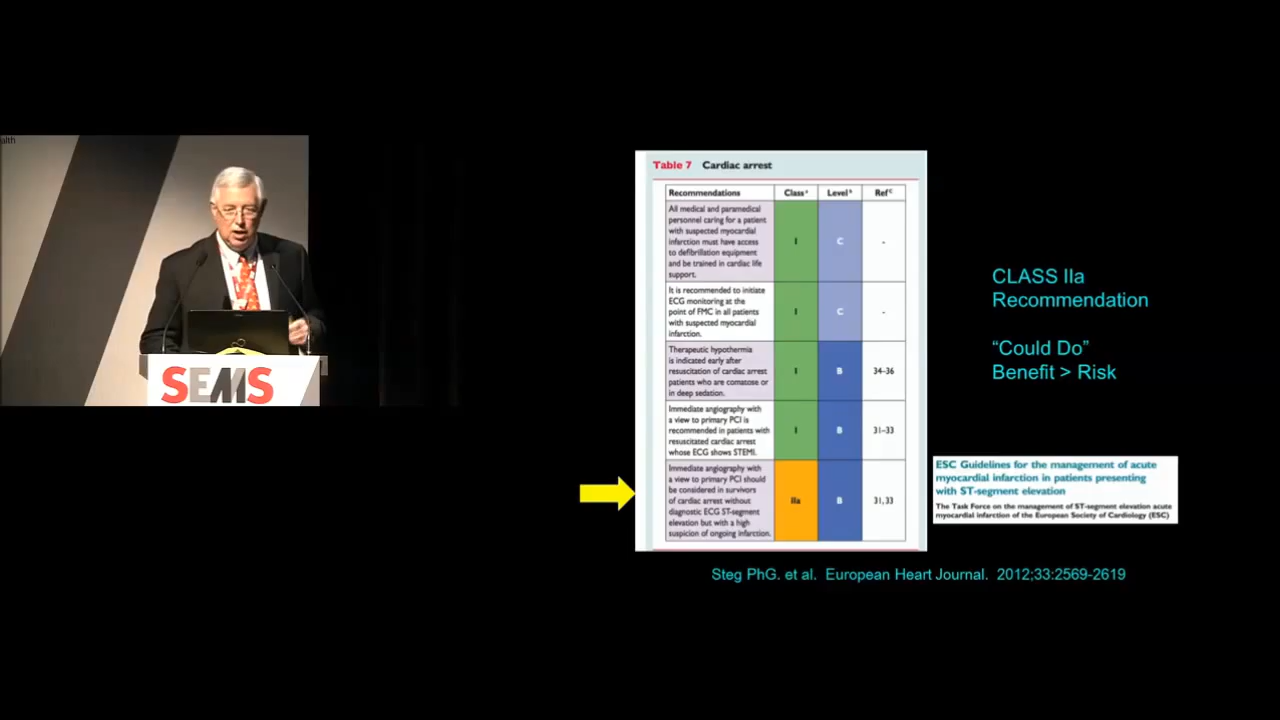 alth
SEMS
Table 7 Cardiac arrest
Recommendations Class a Level b Ref c
All medical and paramedical
personnel caring for a patient
with suspected myocardial
infarction must have access
to defibrillation equipment
and be trained in cardiac life
support.
I C -
It is recommended to initiate
ECG monitoring at the
point of FMC in all patients
with suspected myocardial
infarction.
I C -
Therapeutic hypothermia
is indicated early after
resuscitation of cardiac arrest
patients who are comatose or
in deep sedation.
I B 34-36
Immediate angiography with
a view to primary PCI is
recommended in patients with
resuscitated cardiac arrest
whose ECG shows STEMI.
I B 31-33
Immediate angiography with
a view to primary PCI should
be considered in survivors
of cardiac arrest without
diagnostic ECG ST-segment
elevation but with a high
suspicion of ongoing infarction.
IIa B 31,33
CLASS IIa
Recommendation
“Could Do”
Benefit > Risk
ESC Guidelines for the management of acute
myocardial infarction in patients presenting
with ST-segment elevation
The Task Force on the management of ST-segment elevation acute
myocardial infarction of the European Society of Cardiology (ESC)
Steg PhG. et al. European Heart Journal. 2012;33:2569-2619